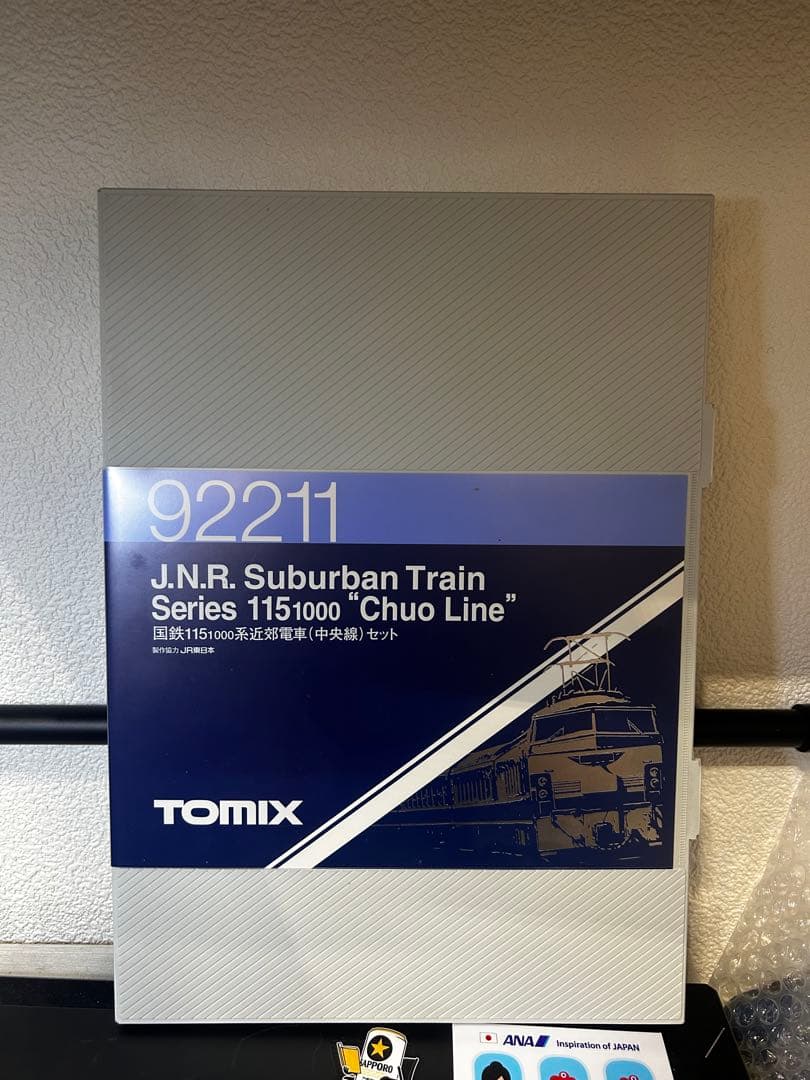 92211
J.N.R. Suburban Train
Series 1151000 “Chuo Line”
国鉄1151000系近郊電車(中央線)セット
製作協力 JR東日本
TOMIX
SAPPORO
ANA Inspiration of JAPAN